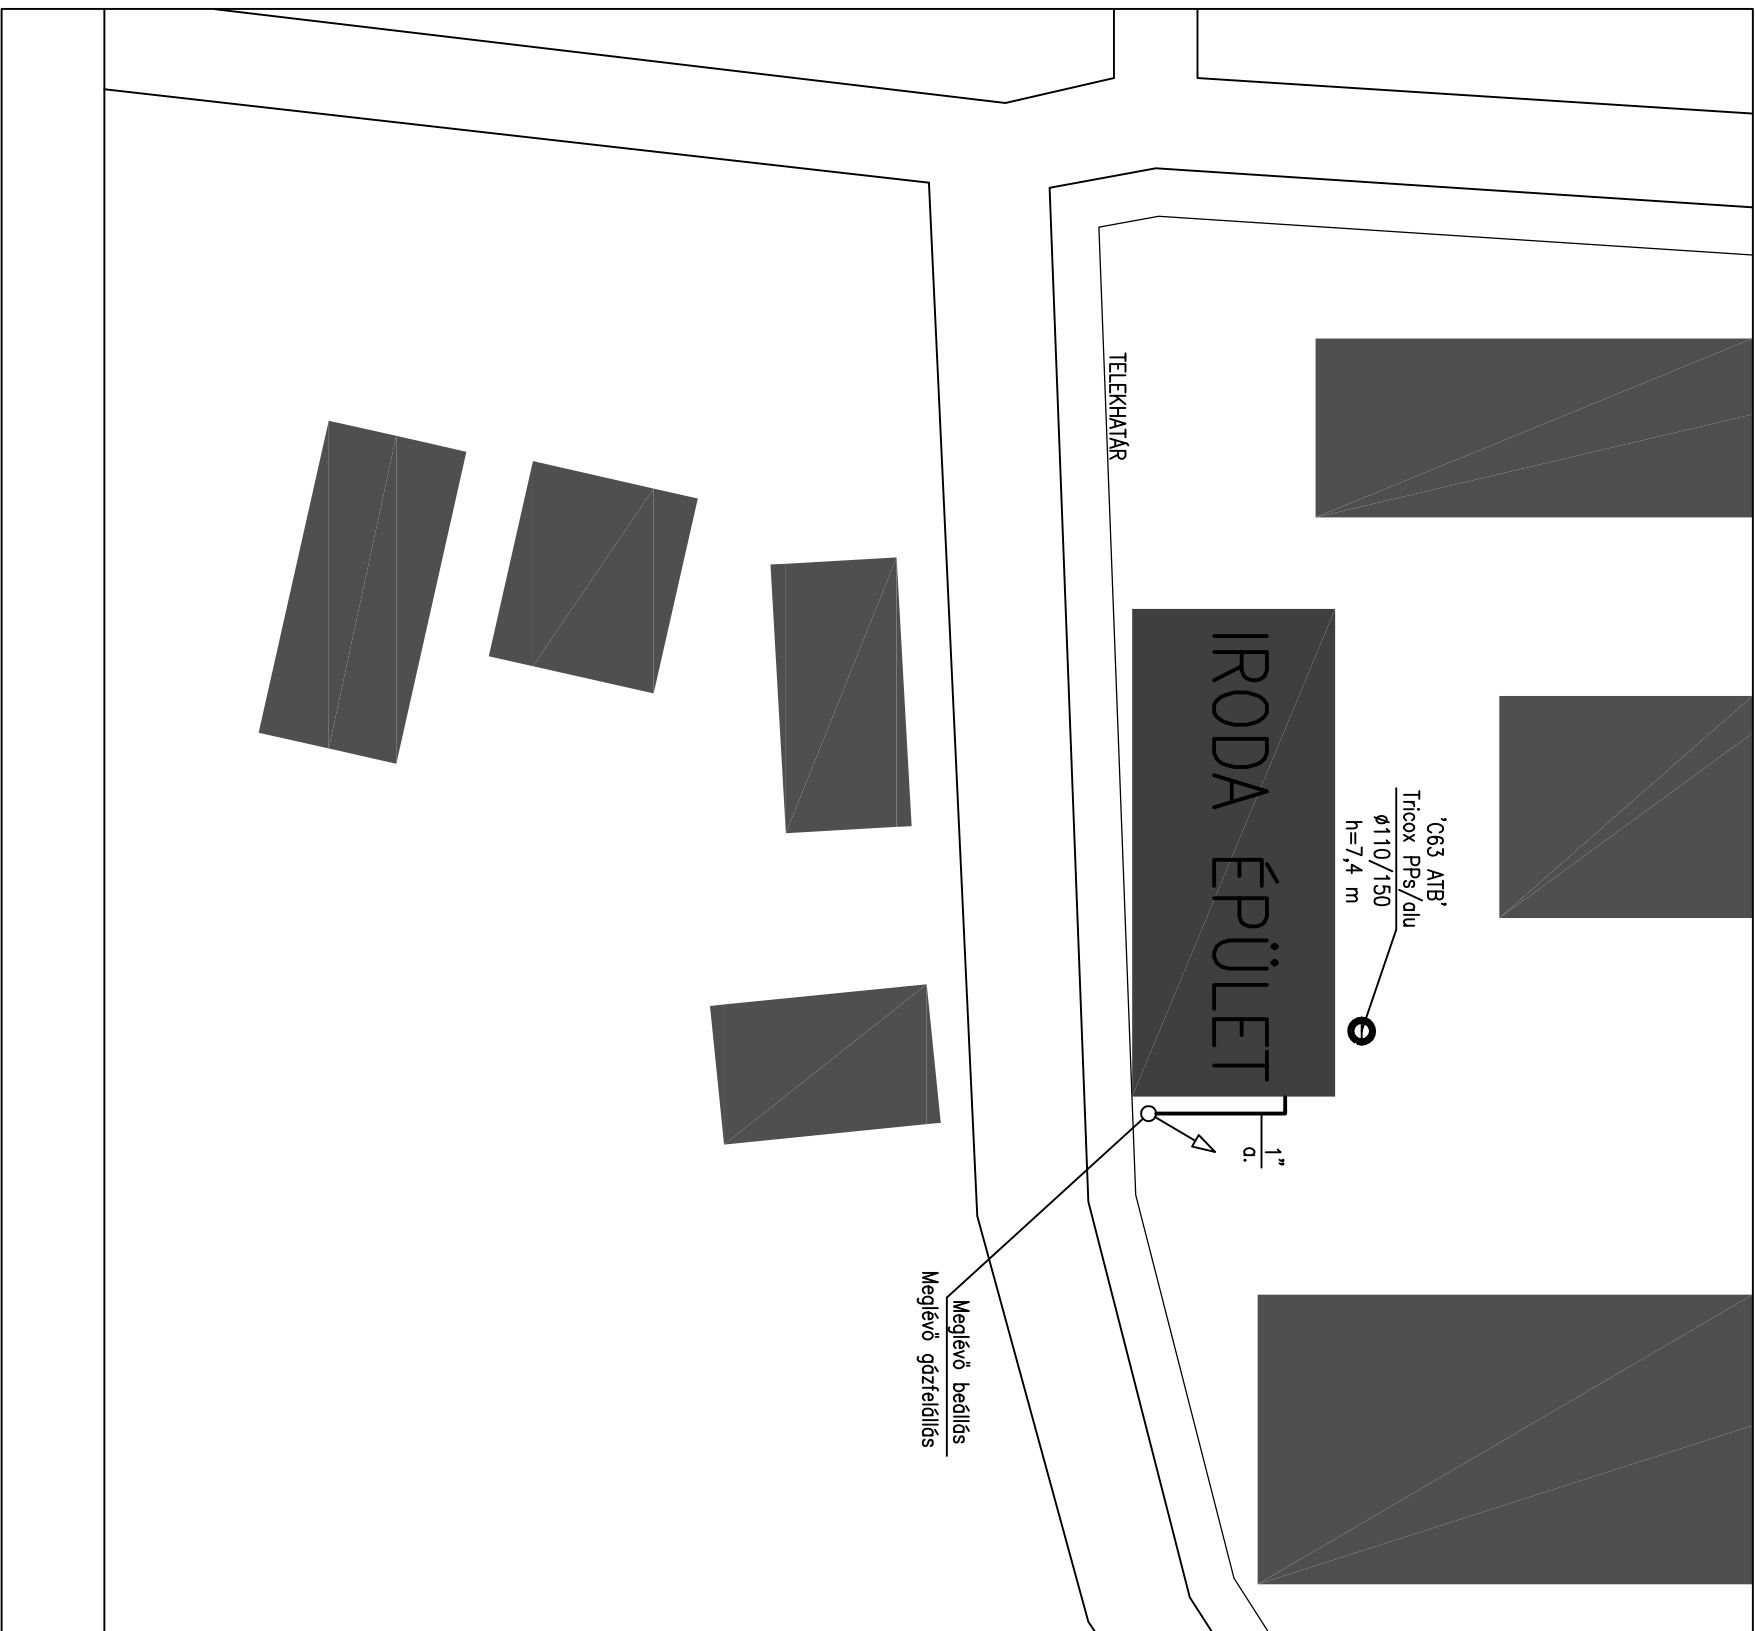 TELEKHATÁR
IRODA ÉPÜLET
'C63 ATB'
Tricox PPs/alu
ø110/150
h=7,4 m
1"
a.
Meglévő beállás
Meglévő gázfelállás